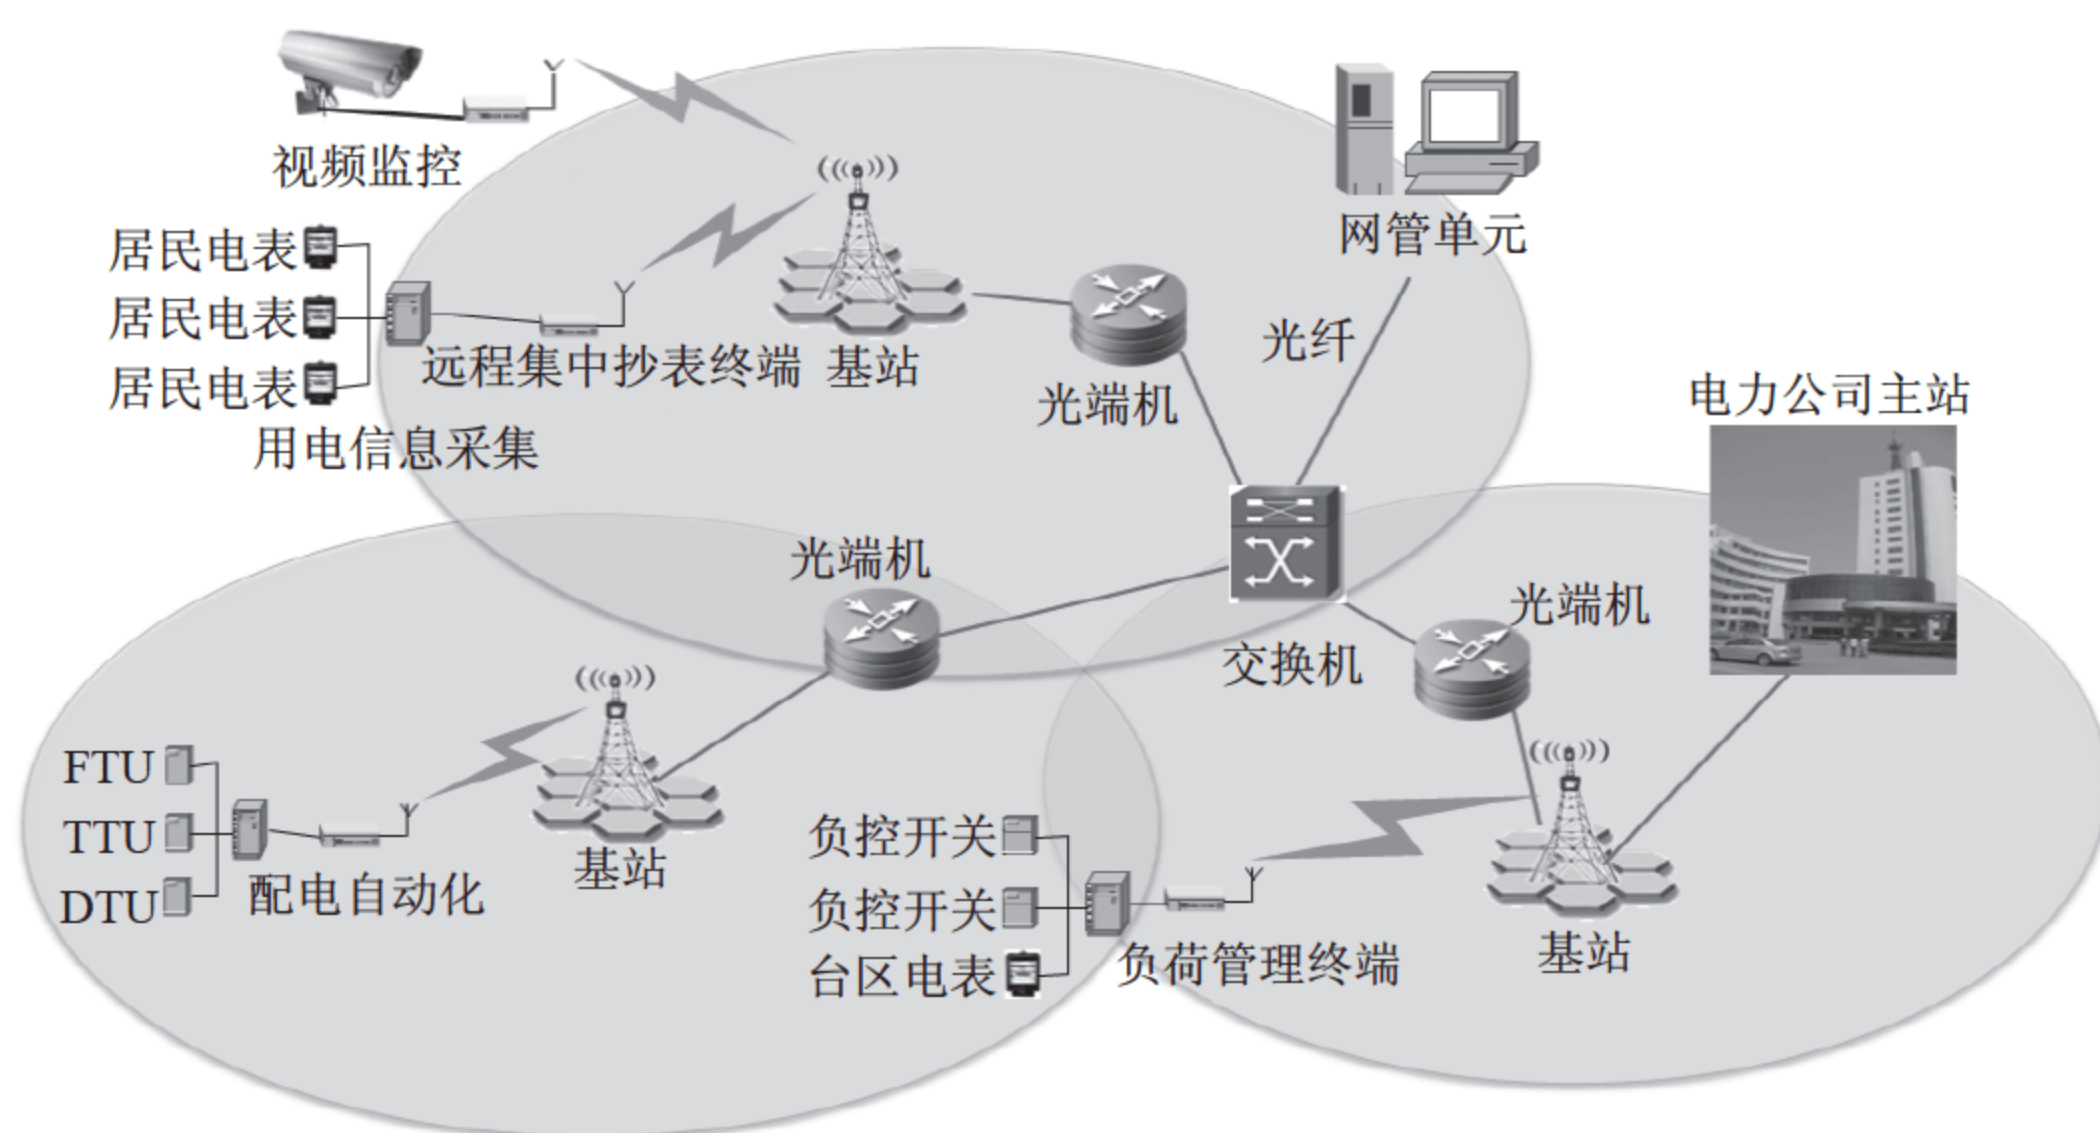 视频监控
居民电表
居民电表
居民电表
远程集中抄表终端
用电信息采集
基站
光端机
网管单元
光纤
电力公司主站
光端机
交换机
光端机
FTU
TTU
DTU
配电自动化
基站
负控开关
负控开关
台区电表
负荷管理终端
基站